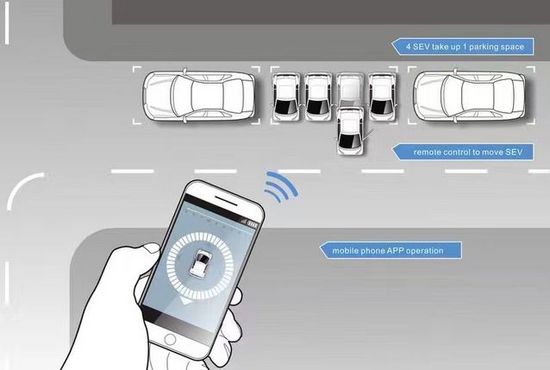 4 SEV take up 1 parking space
remote control to move SEV
mobile phone APP operation